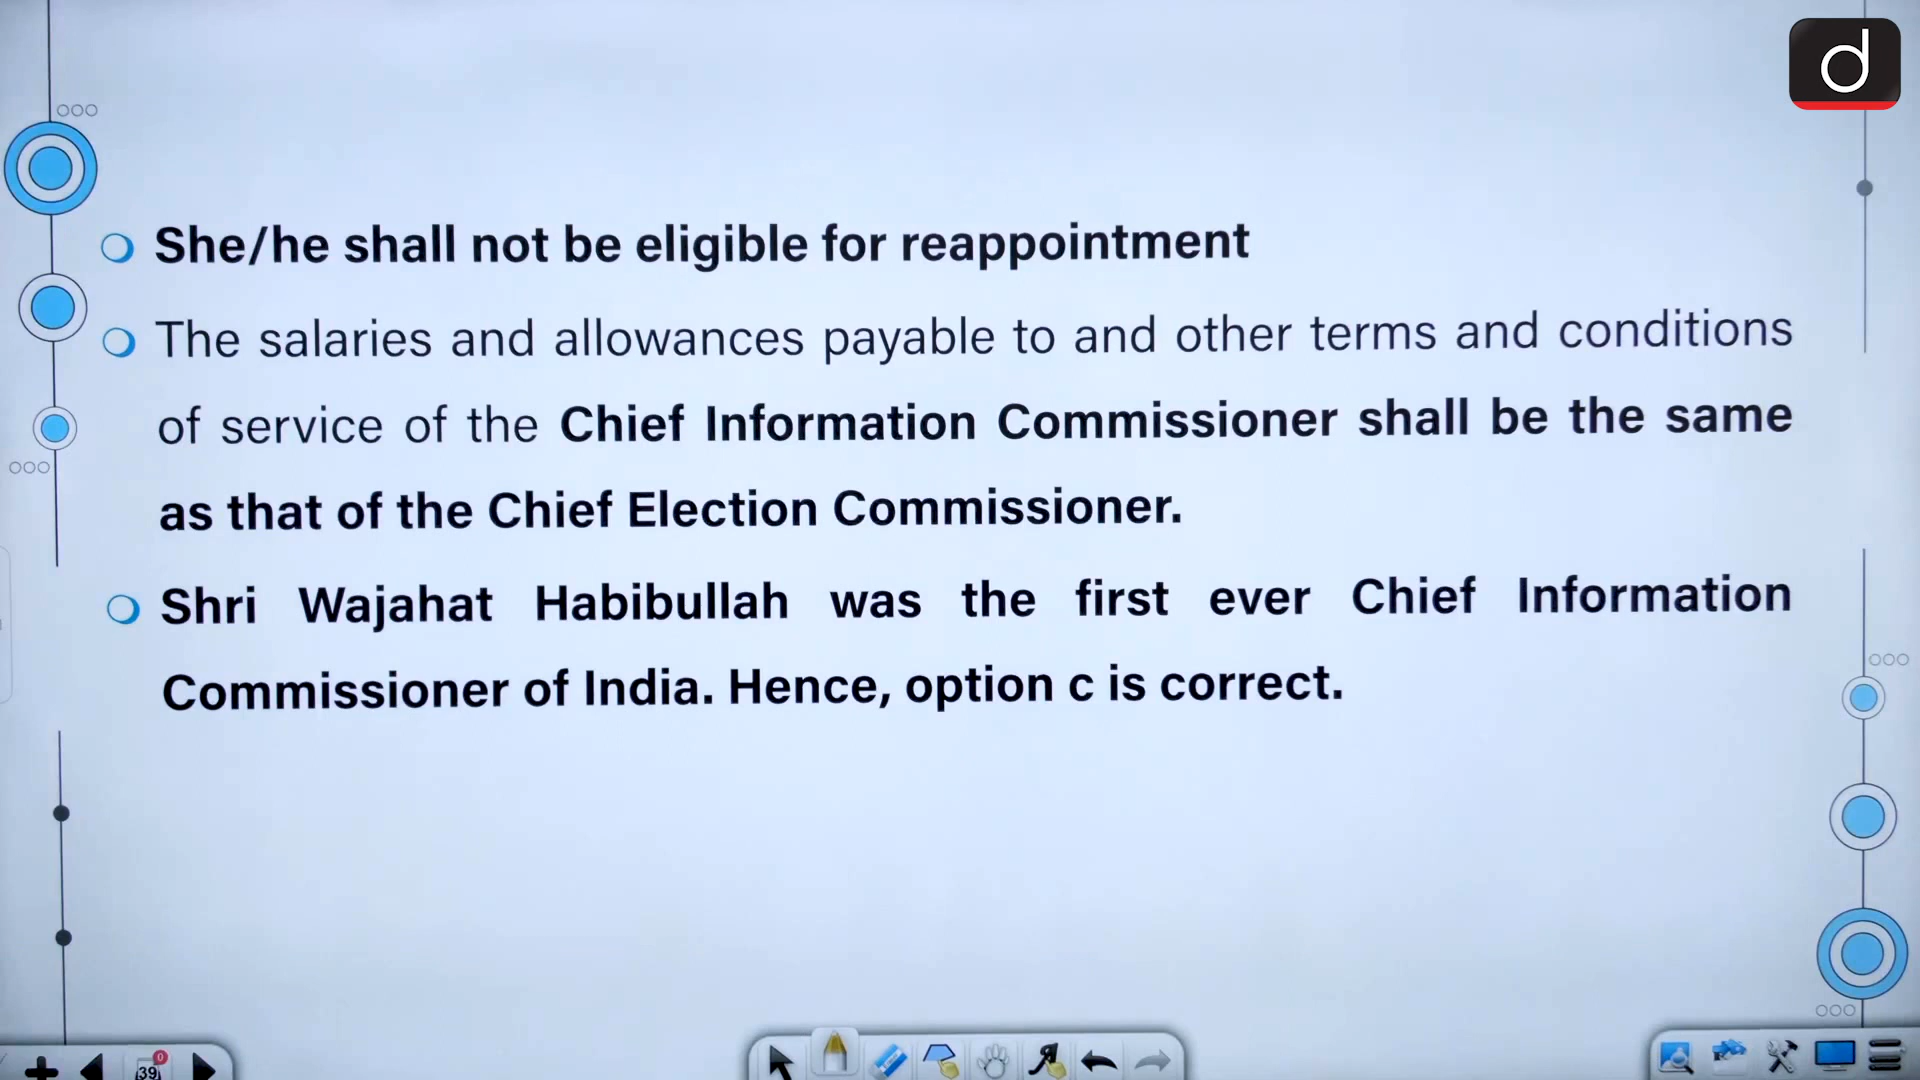 d
She/he shall not be eligible for reappointment
The salaries and allowances payable to and other terms and conditions
of service of the Chief Information Commissioner shall be the same
as that of the Chief Election Commissioner.
Shri Wajahat Habibullah was the first ever Chief Information
Commissioner of India. Hence, option c is correct.
0
39